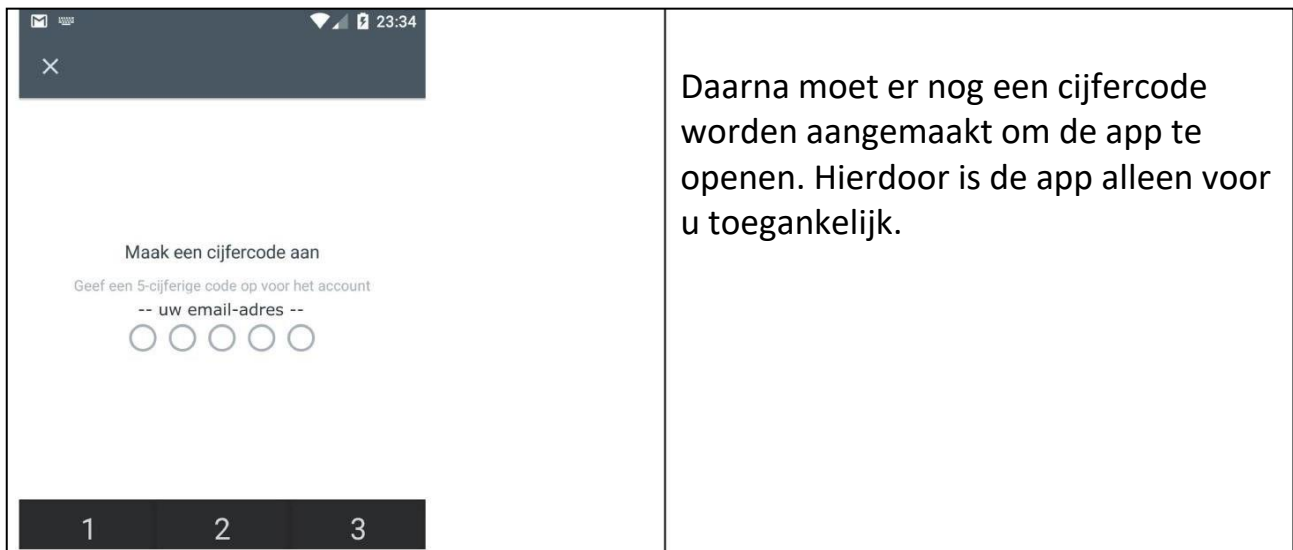 23:34
Maak een cijfercode aan
Geef een 5-cijferige code op voor het account
-- uw email-adres --
1 2 3
Daarna moet er nog een cijfercode
worden aangemaakt om de app te
openen. Hierdoor is de app alleen voor
u toegankelijk.